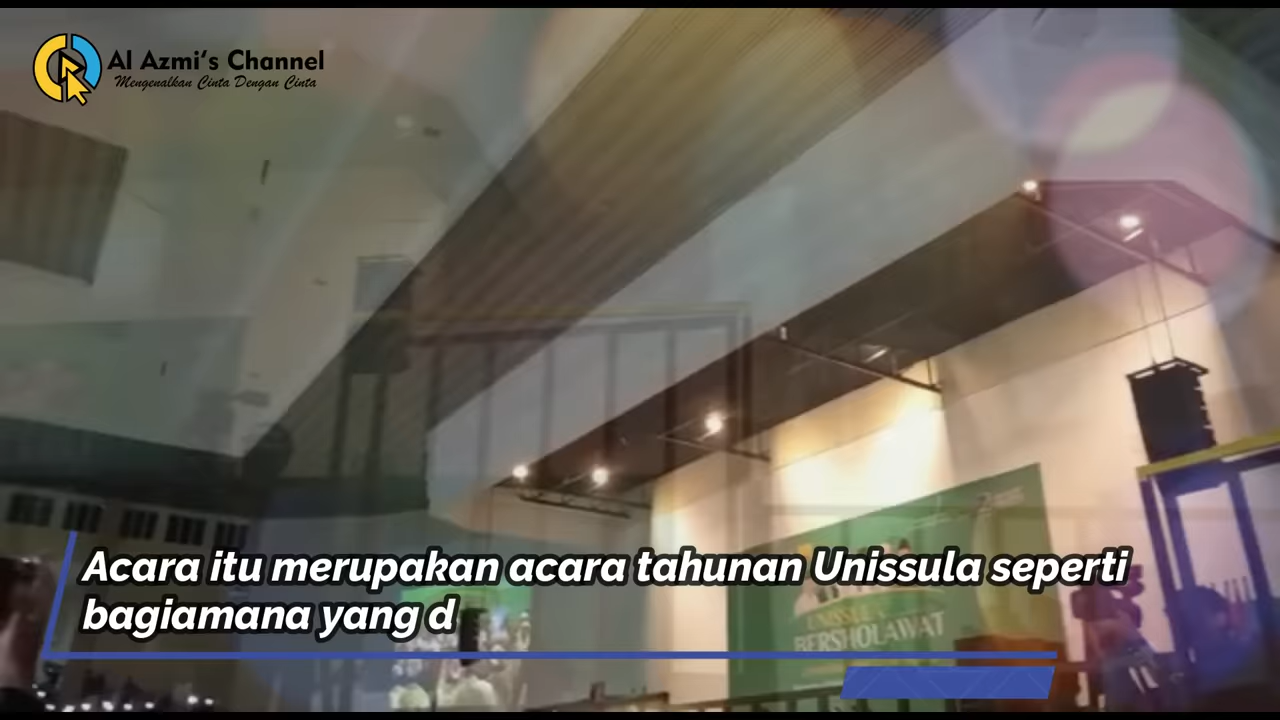 Al Azmi's Channel
Mengenalkan Cinta Dengan Cinta
Acara itu merupakan acara tahunan Unissula seperti
bagiamana yang d
UNISSULA
BERSHOLAWAT